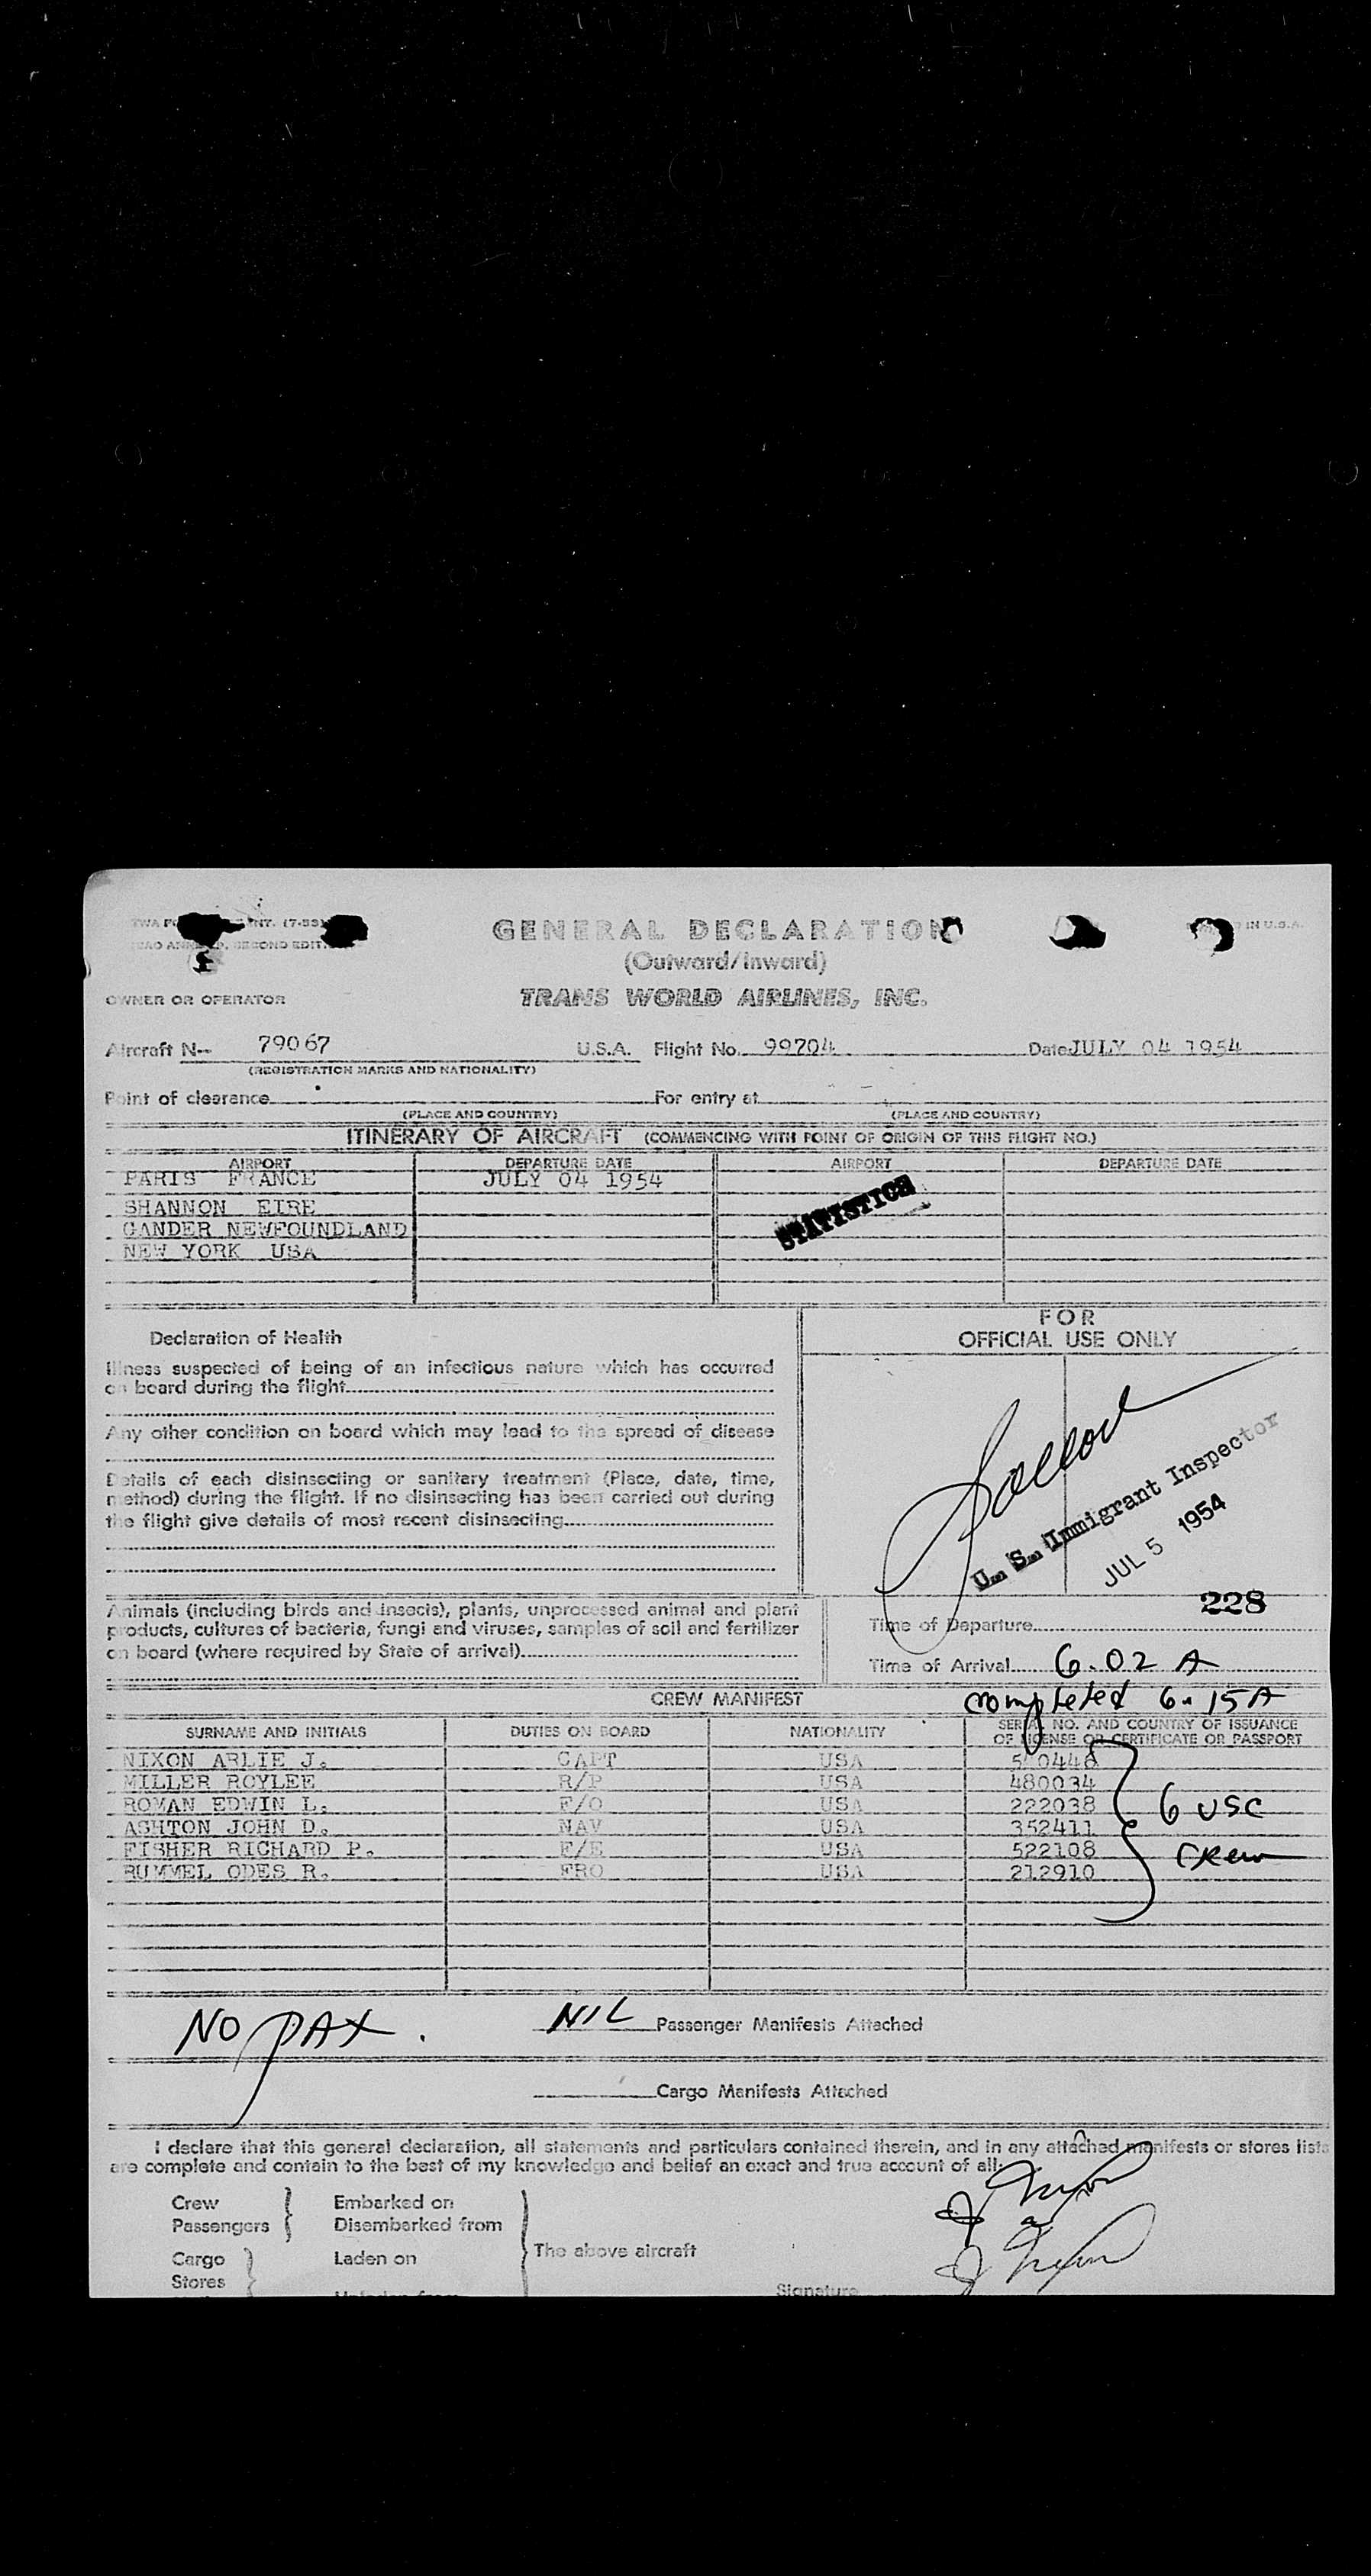 TWA NT. (7-53) IN U.S.A.
SECOND EDIT
GENERAL DECLARATION
(Outward/Inward)
OWNER OR OPERATOR TRANS WORLD AIRLINES, INC.
Aircraft N-- 79067 U.S.A. Flight No. 99704 Date JULY 04 1954
(REGISTRATION MARKS AND NATIONALITY)
Point of clearance For entry at
(PLACE AND COUNTRY) (PLACE AND COUNTRY)
ITINERARY OF AIRCRAFT (COMMENCING WITH POINT OF ORIGIN OF THIS FLIGHT NO.)
AIRPORT DEPARTURE DATE AIRPORT DEPARTURE DATE
PARIS FRANCE JULY 04 1954
SHANNON EIRE
GANDER NEWFOUNDLAND
NEW YORK USA
STATISTICS
FOR
OFFICIAL USE ONLY
Declaration of Health
Illness suspected of being of an infectious nature which has occurred
on board during the flight
Any other condition on board which may lead to the spread of disease
Details of each disinsecting or sanitary treatment (Place, date, time,
method) during the flight. If no disinsecting has been carried out during
the flight give details of most recent disinsecting
U. S. Immigrant Inspector
JUL 5 1954
228
Animals (including birds and insects), plants, unprocessed animal and plant
products, cultures of bacteria, fungi and viruses, samples of soil and fertilizer
on board (where required by State of arrival)
Time of Departure
Time of Arrival 6.02 A
completed 6.15 A
CREW MANIFEST
SURNAME AND INITIALS DUTIES ON BOARD NATIONALITY SERIAL NO. AND COUNTRY OF ISSUANCE
OF LICENSE OR CERTIFICATE OR PASSPORT
NIXON ARLIE J. CAPT USA
MILLER ROYLEE R/P USA 480034
ROMAN EDWIN L. F/O USA 222038
ASHTON JOHN D. NAV USA 352411
FISHER RICHARD P. F/E USA 522108
RUMMEL ODES R. FRO USA 212910
6 USC
Crew
NO PAX. NIL Passenger Manifests Attached
Cargo Manifests Attached
I declare that this general declaration, all statements and particulars contained therein, and in any attached manifests or stores lists
are complete and contain to the best of my knowledge and belief an exact and true account of all:
Crew Embarked on
Passengers Disembarked from
The above aircraft
Cargo Laden on
Stores
Signature